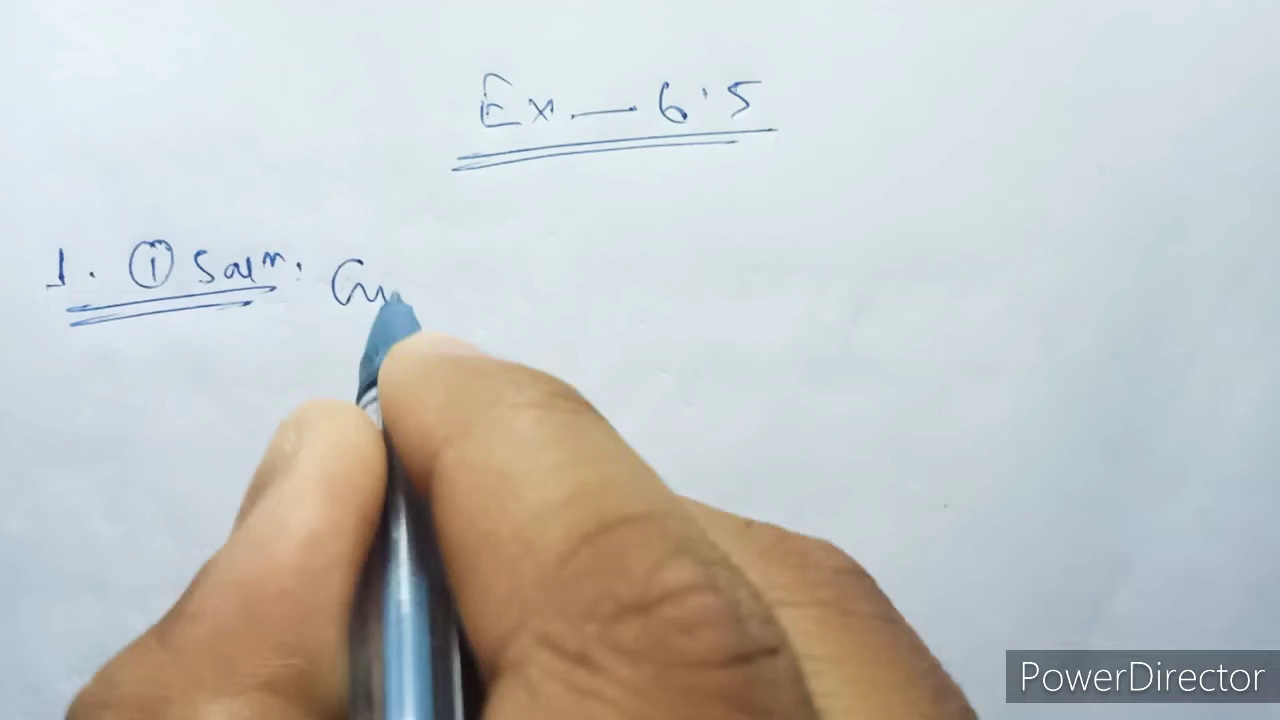 Ex — 6.5
1. (i) Solⁿ:
PowerDirector